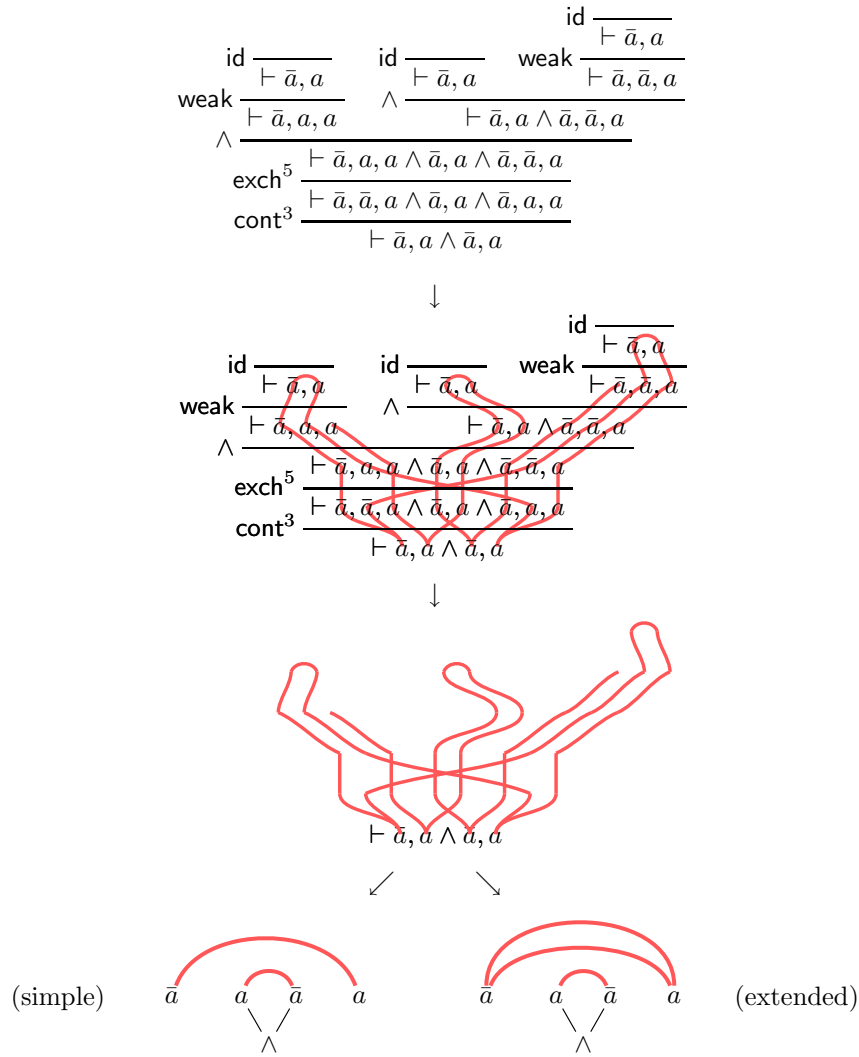 id
⊢ ā, a
id id weak
⊢ ā, a ⊢ ā, a ⊢ ā, ā, a
weak ∧
⊢ ā, a, a ⊢ ā, a ∧ ā, ā, a
∧
⊢ ā, a, a ∧ ā, a ∧ ā, ā, a
exch⁵
⊢ ā, ā, a ∧ ā, a ∧ ā, a, a
cont³
⊢ ā, a ∧ ā, a
↓
id
⊢ ā, a
id id weak
⊢ ā, a ⊢ ā, a ⊢ ā, ā, a
weak ∧
⊢ ā, a, a ⊢ ā, a ∧ ā, ā, a
∧
⊢ ā, a, a ∧ ā, a ∧ ā, ā, a
exch⁵
⊢ ā, ā, a ∧ ā, a ∧ ā, a, a
cont³
⊢ ā, a ∧ ā, a
↓
⊢ ā, a ∧ ā, a
↙ ↘
(simple) ā a ā a ā a ā a (extended)
∧ ∧